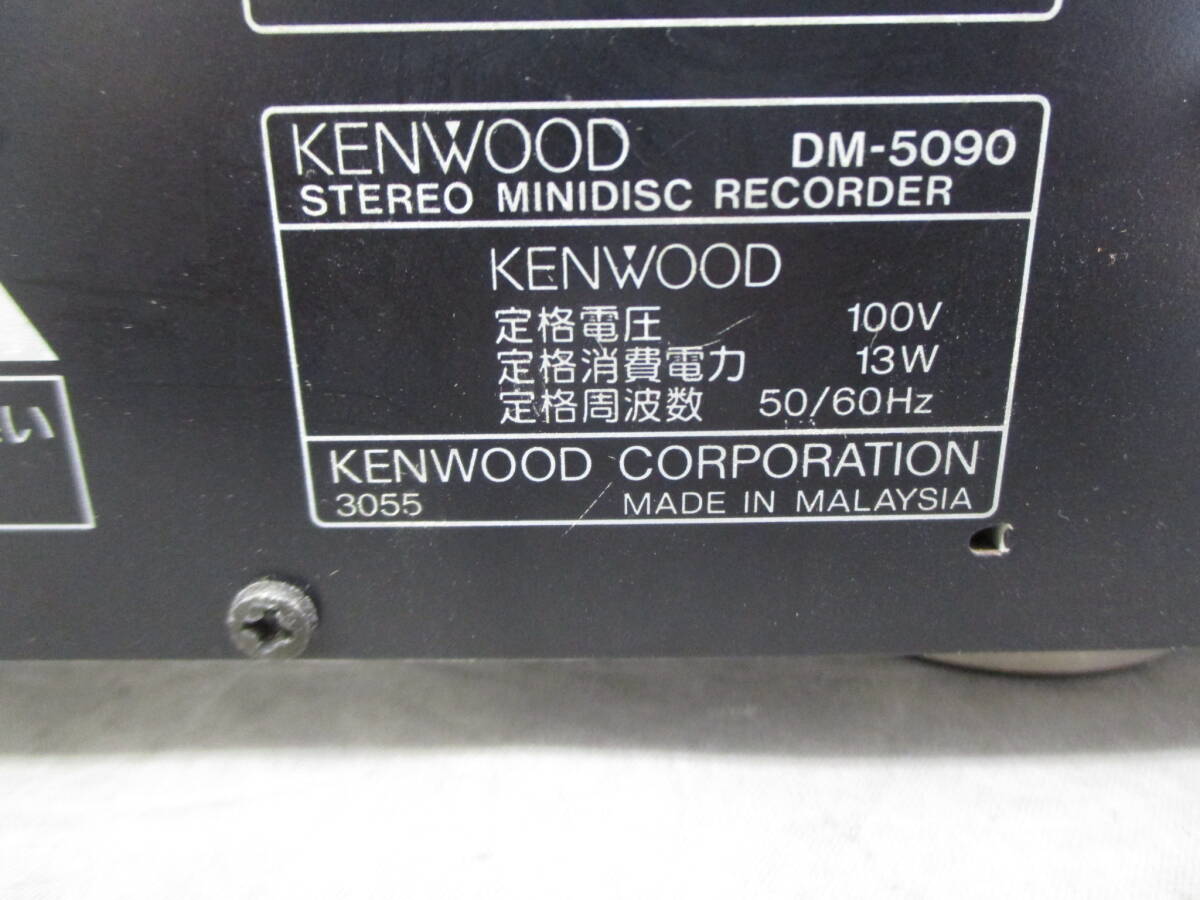 KENWOOD DM-5090
STEREO MINIDISC RECORDER
KENWOOD
定格電圧 100V
定格消費電力 13W
定格周波数 50/60Hz
KENWOOD CORPORATION
3055 MADE IN MALAYSIA
い